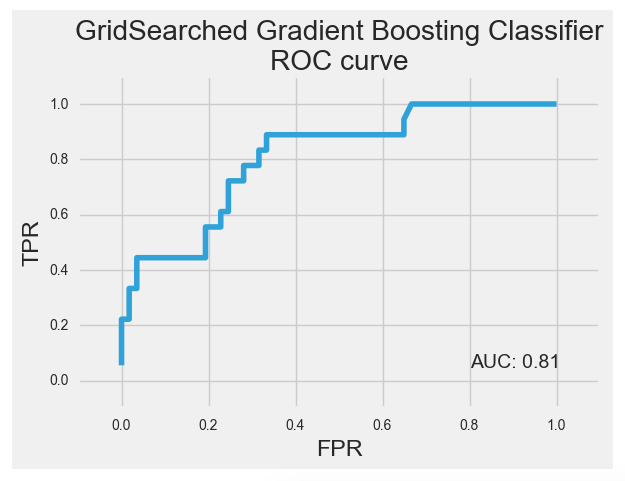 GridSearched Gradient Boosting Classifier
ROC curve
1.0
0.8
0.6
0.4
0.2
0.0
TPR
AUC: 0.81
0.0 0.2 0.4 0.6 0.8 1.0
FPR